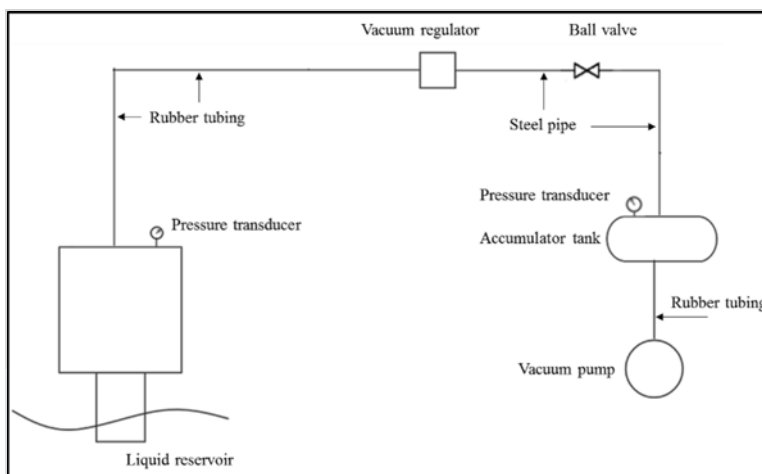 Vacuum regulator
Ball valve
Rubber tubing
Steel pipe
Pressure transducer
Pressure transducer
Accumulator tank
Rubber tubing
Vacuum pump
Liquid reservoir